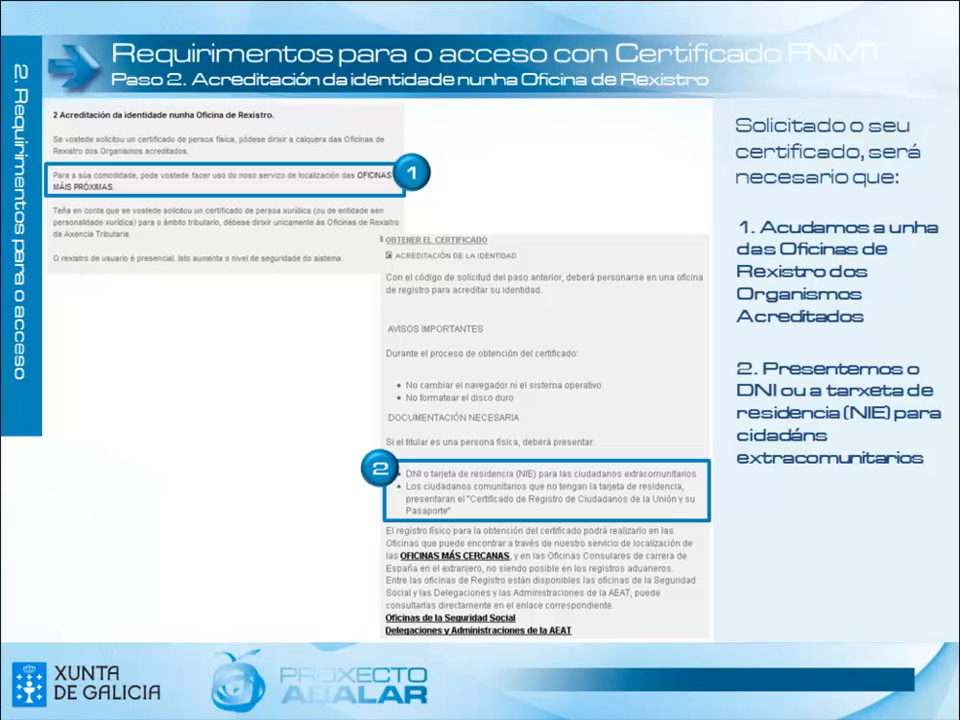 Requirimentos para o acceso con Certificado FNMT
Paso 2. Acreditación da identidade nunha Oficina de Rexistro
2. Requirimentos para o acceso
2 Acreditación da identidade nunha Oficina de Rexistro.
Se vostede solicitou un certificado de persoa física, pódese dirixir a calquera das Oficinas de
Rexistro dos Organismos acreditados.
Para a súa comodidade, pode vostede facer uso do noso servizo de localización das OFICINAS
MÁIS PRÓXIMAS.
1
Teña en conta que se vostede solicitou un certificado de persoa xurídica (ou de entidade sen
personalidade xurídica) para o ámbito tributario, débese dirixir unicamente ás Oficinas de Rexistro
da Axencia Tributaria.
O rexistro de usuario é presencial. Isto aumenta o nivel de seguridade do sistema.
OBTENER EL CERTIFICADO
ACREDITACIÓN DE LA IDENTIDAD
Con el código de solicitud del paso anterior, deberá personarse en una oficina
de registro para acreditar su identidad.
AVISOS IMPORTANTES
Durante el proceso de obtención del certificado:
• No cambiar el navegador ni el sistema operativo.
• No formatear el disco duro
DOCUMENTACIÓN NECESARIA
Si el titular es una persona física, deberá presentar:
2
• DNI o tarjeta de residencia (NIE) para las ciudadanos extracomunitarios
• Los ciudadanos comunitarios que no tengan la tarjeta de residencia,
presentaran el "Certificado de Registro de Ciudadanos de la Unión y su
Pasaporte"
El registro físico para la obtención del certificado podrá realizarlo en las
Oficinas que puede encontrar a través de nuestro servicio de localización de
las OFICINAS MÁS CERCANAS, y en las Oficinas Consulares de carrera de
España en el extranjero, no siendo posible en los registros aduaneros.
Entre las oficinas de Registro están disponibles las oficinas de la Seguridad
Social y las Delegaciones y las Administraciones de la AEAT, puede
consultarlas directamente en el enlace correspondiente.
Oficinas de la Seguridad Social
Delegaciones y Administraciones de la AEAT
Solicitado o seu
certificado, será
necesario que:
1. Acudamos a unha
das Oficinas de
Rexistro dos
Organismos
Acreditados
2. Presentemos o
DNI ou a tarxeta de
residencia (NIE) para
cidadáns
extracomunitarios
XUNTA
DE GALICIA
PROXECTO
ABALAR